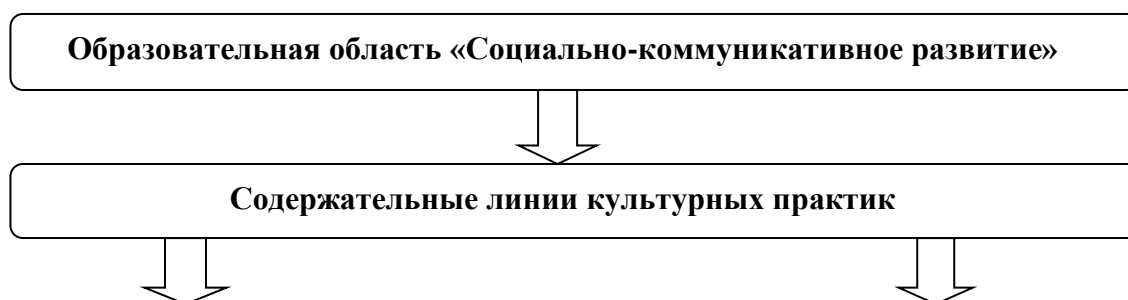 Образовательная область «Социально-коммуникативное развитие»
Содержательные линии культурных практик